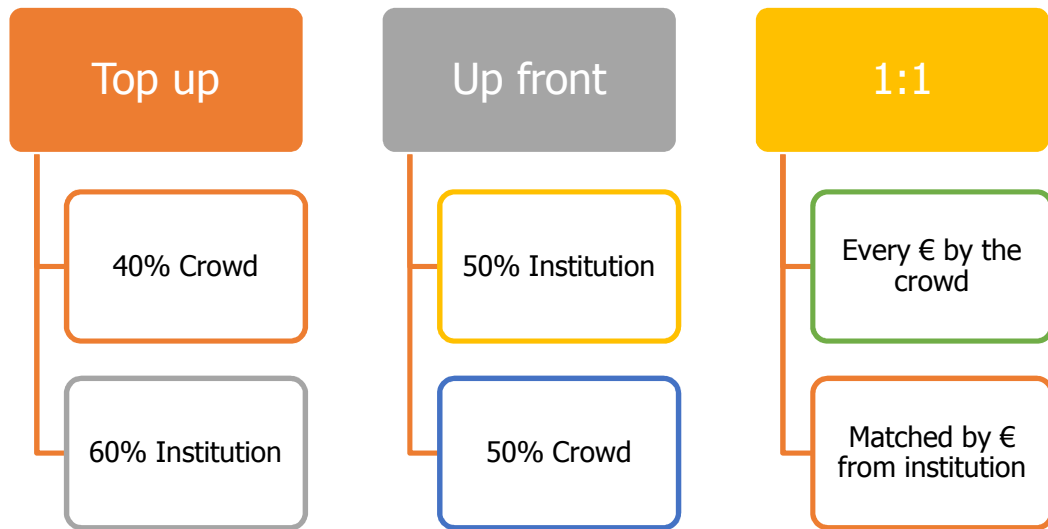 Top up
40% Crowd
60% Institution
Up front
50% Institution
50% Crowd
1:1
Every € by the
crowd
Matched by €
from institution